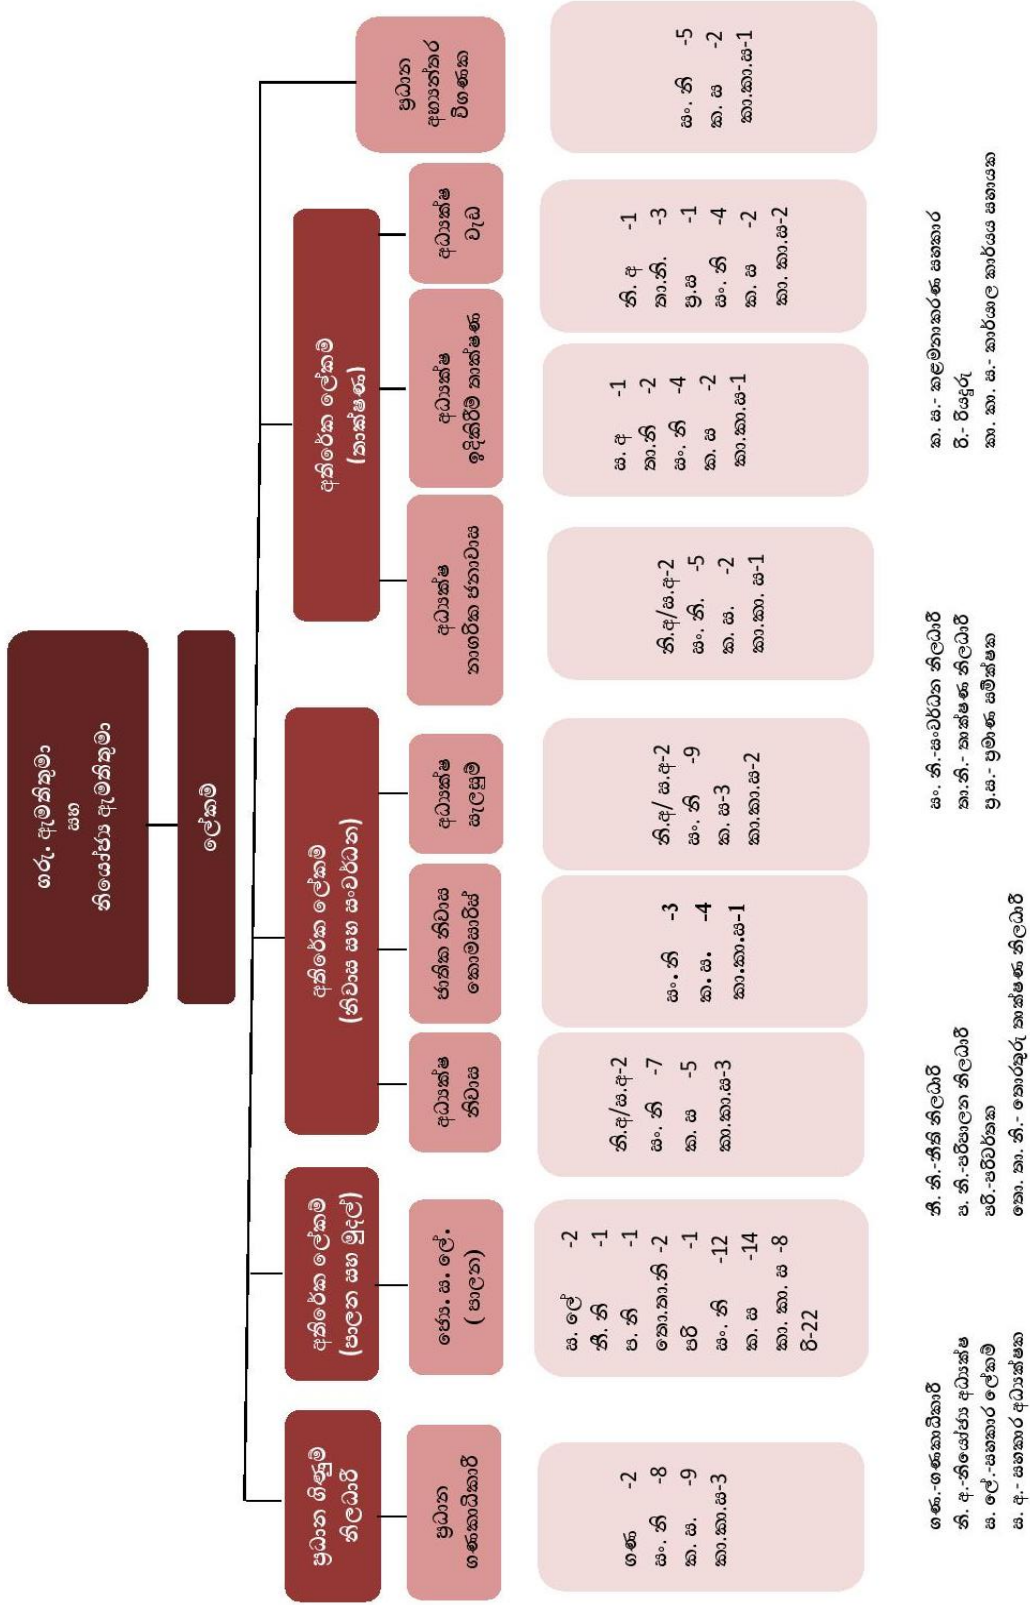 ගරු. ඇමතිතුමා
සහ
නියෝජ්‍ය ඇමතිතුමා
ලේකම්
ප්‍රධාන ගිණුම්
නිලධාරී
ප්‍රධාන
ගණකාධිකාරී
ගණ -2
සං. නි -8
ක. ස. -9
කා.කා.ස-3
අතිරේක ලේකම්
(පාලන සහ මුදල්)
ජ්‍යෙ. ස. ලේ.
( පාලන)
ස. ලේ -2
නී. නි -1
ප. නි -1
තො.තා.නි -2
පරි -1
සං. නි -12
ක. ස -14
කා. කා. ස -8
රි-22
අතිරේක ලේකම්
(නිවාස සහ සංවර්ධන)
අධ්‍යක්ෂ
නිවාස
නි.අ/ස.අ-2
සං. නි -7
ක. ස -5
කා.කා.ස-3
ජාතික නිවාස
කොමසාරිස්
සං. නි -3
ක. ස. -4
කා.කා.ස-1
අධ්‍යක්ෂ
සැලසුම්
නි.අ/ ස.අ-2
සං. නි -9
ක. ස-3
කා.කා.ස-2
අතිරේක ලේකම්
(තාක්ෂණ)
අධ්‍යක්ෂ
නාගරික ජනාවාස
නි.අ/ස.අ-2
සං. නි. -5
ක. ස. -2
කා.කා. ස-1
අධ්‍යක්ෂ
ඉදිකිරීම් තාක්ෂණ
ස. අ -1
තා.නි -2
සං. නි -4
ක. ස -2
කා.කා.ස-1
අධ්‍යක්ෂ
වැඩ
නි. අ -1
තා.නි. -3
ප්‍ර.ස -1
සං. නි -4
ක. ස -2
කා. කා.ස-2
ප්‍රධාන
අභ්‍යන්තර
විගණක
සං. නි -5
ක. ස -2
කා.කා.ස-1
ගණ.-ගණකාධිකාරී
නි. අ.-නියෝජ්‍ය අධ්‍යක්ෂ
ස. ලේ.-සහකාර ලේකම්
ස. අ.- සහකාර අධ්‍යක්ෂක
නී. නි.-නීති නිලධාරී
ප. නි.-පරිපාලන නිලධාරී
පරි.-පරිවර්තක
තො. තා. නි.- තොරතුරු තාක්ෂණ නිලධාරී
සං. නි.-සංවර්ධන නිලධාරී
තා.නි.- තාක්ෂණ නිලධාරී
ප්‍ර.ස.- ප්‍රමාණ සමීක්ෂක
ක. ස.- කළමනාකරණ සහකාර
රි.- රියදුරු
කා. කා. ස.- කාර්යාල කාර්යය සහායක